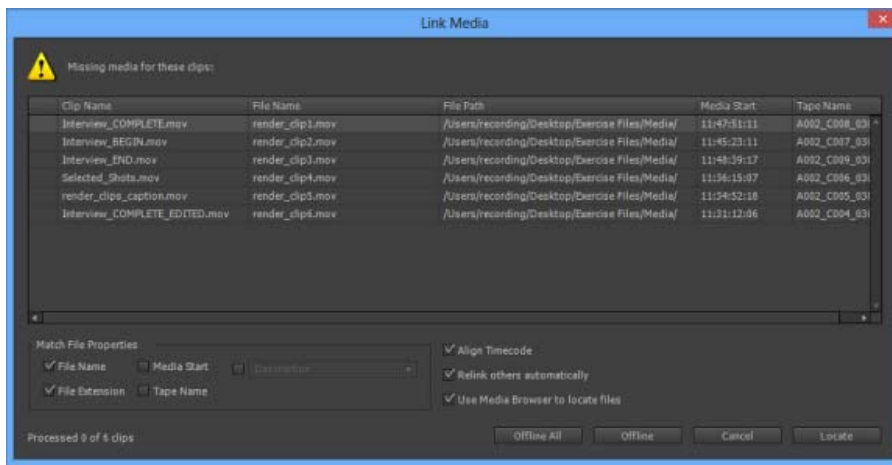 Link Media
Missing media for these clips:
Clip Name File Name File Path Media Start Tape Name
Interview_COMPLETE.mov render_clip1.mov /Users/recording/Desktop/Exercise Files/Media/ 11:47:51:11 A002_C008_03
Interview_BEGIN.mov render_clip2.mov /Users/recording/Desktop/Exercise Files/Media/ 11:45:23:11 A002_C007_03
Interview_END.mov render_clip3.mov /Users/recording/Desktop/Exercise Files/Media/ 11:48:39:17 A002_C009_03
Selected_Shots.mov render_clip4.mov /Users/recording/Desktop/Exercise Files/Media/ 11:36:15:07 A002_C006_03
render_clips_caption.mov render_clip5.mov /Users/recording/Desktop/Exercise Files/Media/ 11:34:52:18 A002_C005_03
Interview_COMPLETE_EDITED.mov render_clip6.mov /Users/recording/Desktop/Exercise Files/Media/ 11:31:12:06 A002_C004_03
Match File Properties
File Name Media Start Description
File Extension Tape Name
Align Timecode
Relink others automatically
Use Media Browser to locate files
Processed 0 of 6 clips
Offline All Offline Cancel Locate